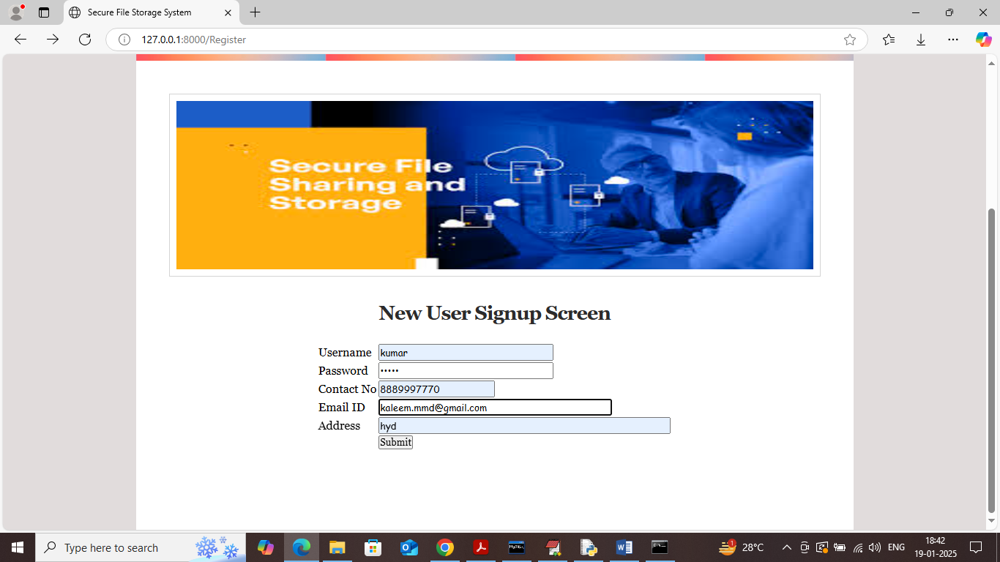 Secure File Storage System
127.0.0.1:8000/Register
Secure File
Sharing and
Storage
New User Signup Screen
Username kumar
Password •••••
Contact No 8889997770
Email ID kaleem.mmd@gmail.com
Address hyd
Submit
Type here to search
1
28°C
ENG
18:42
19-01-2025